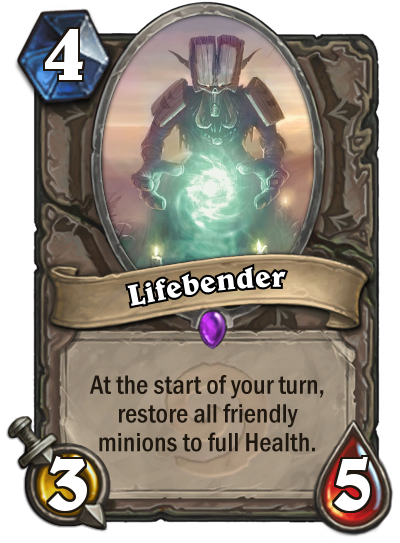 4
Lifebender
At the start of your turn,
restore all friendly
minions to full Health.
3
5